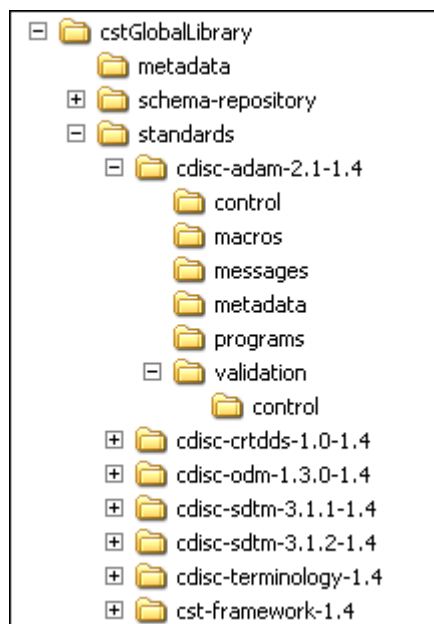 cstGlobalLibrary
metadata
schema-repository
standards
cdisc-adam-2.1-1.4
control
macros
messages
metadata
programs
validation
control
cdisc-crtdds-1.0-1.4
cdisc-odm-1.3.0-1.4
cdisc-sdtm-3.1.1-1.4
cdisc-sdtm-3.1.2-1.4
cdisc-terminology-1.4
cst-framework-1.4